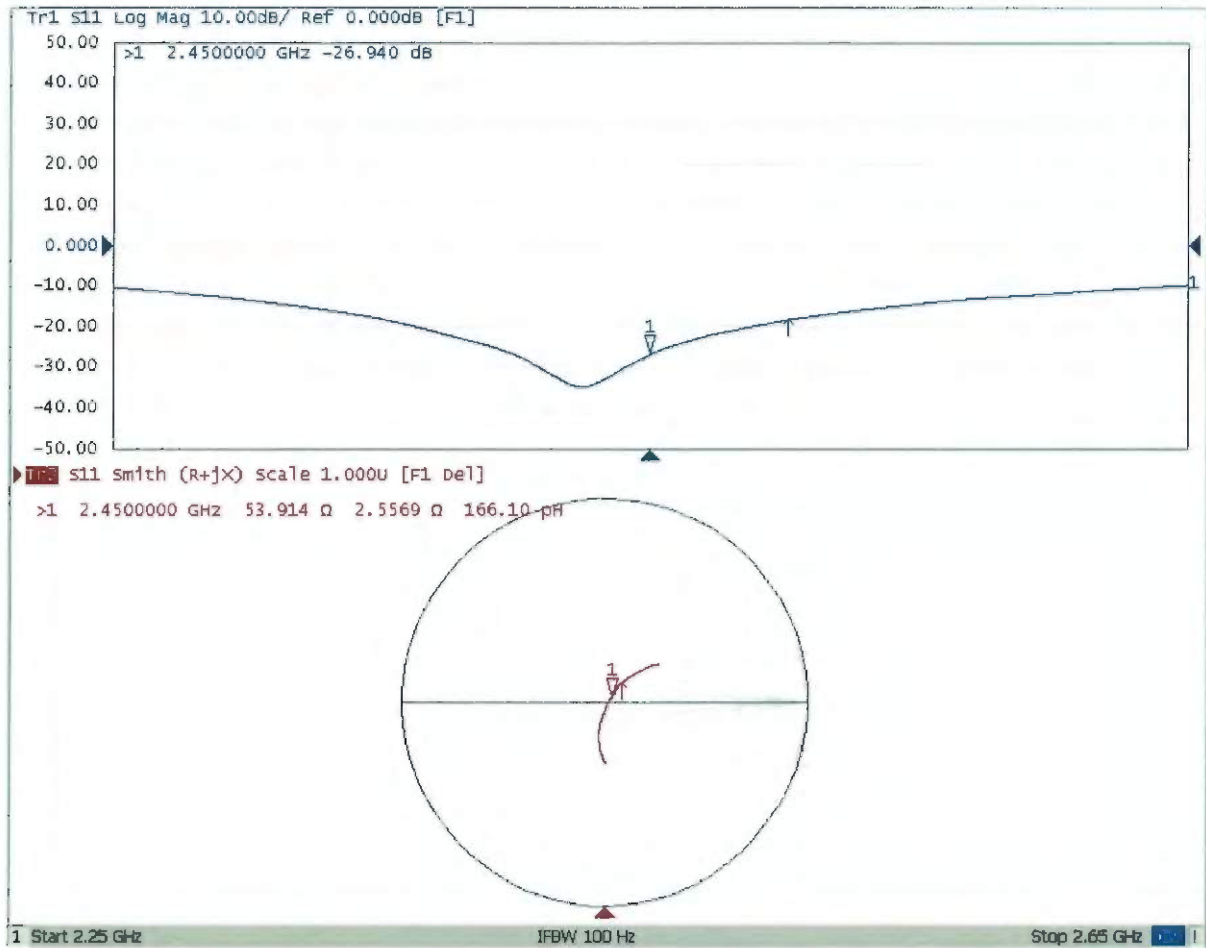 Tr1 S11 Log Mag 10.00dB/ Ref 0.000dB [F1]
50.00
>1 2.4500000 GHz -26.940 dB
40.00
30.00
20.00
10.00
0.000
-10.00
1
-20.00
1
-30.00
-40.00
-50.00
S11 Smith (R+jX) Scale 1.000U [F1 Del]
>1 2.4500000 GHz 53.914 Ω 2.5569 Ω 166.10 pH
1
1 Start 2.25 GHz IFBW 100 Hz Stop 2.65 GHz